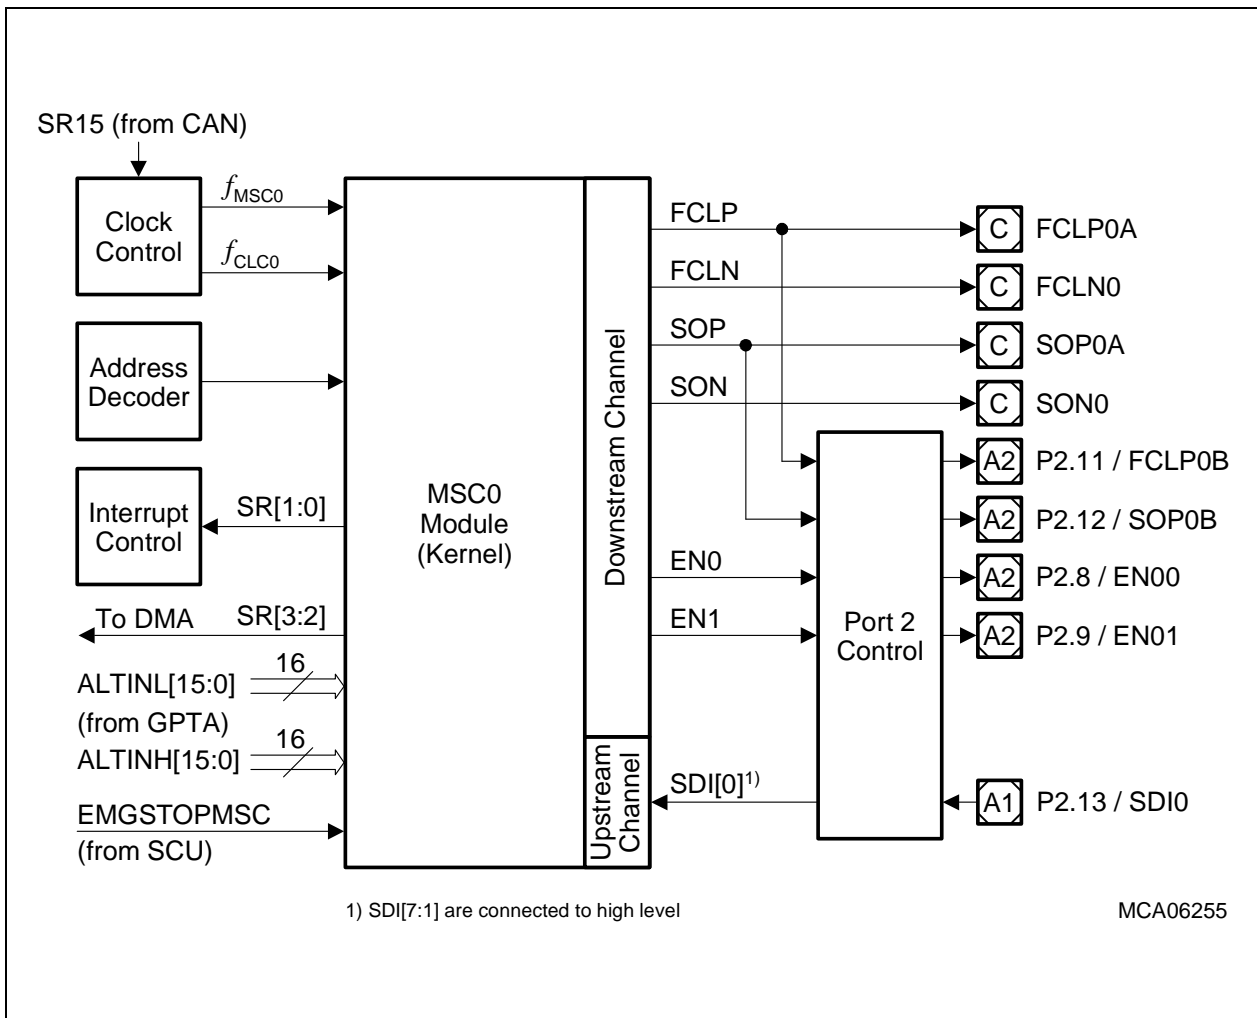 SR15 (from CAN)
Clock
Control
fMSC0
fCLC0
Address
Decoder
Interrupt
Control
SR[1:0]
To DMA
SR[3:2]
ALTINL[15:0]
16
(from GPTA)
ALTINH[15:0]
16
EMGSTOPMSC
(from SCU)
MSC0
Module
(Kernel)
Downstream Channel
Upstream
Channel
FCLP
FCLN
SOP
SON
EN0
EN1
SDI[0]1)
Port 2
Control
C FCLP0A
C FCLN0
C SOP0A
C SON0
A2 P2.11 / FCLP0B
A2 P2.12 / SOP0B
A2 P2.8 / EN00
A2 P2.9 / EN01
A1 P2.13 / SDI0
1) SDI[7:1] are connected to high level
MCA06255